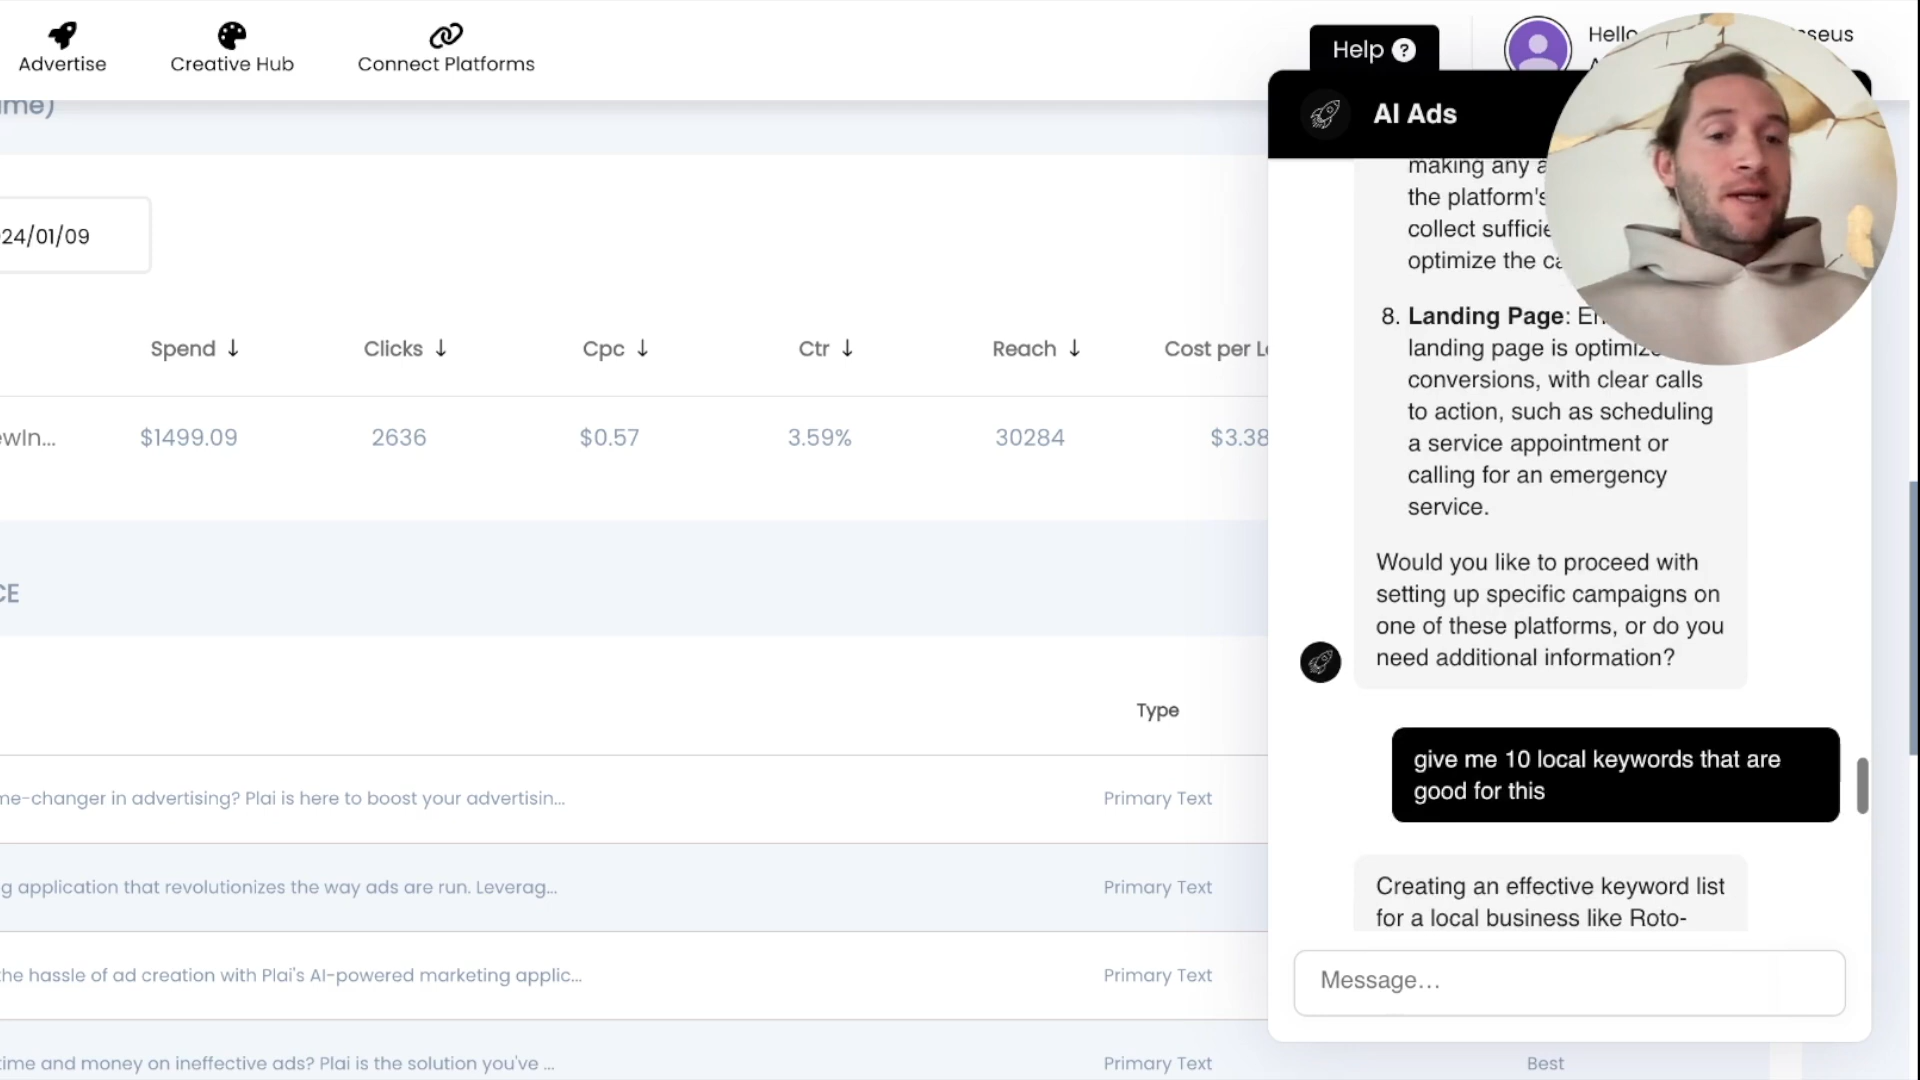 Advertise
Creative Hub
Connect Platforms
Help ?
Hello
sseus
me)
24/01/09
Spend ↓ Clicks ↓ Cpc ↓ Ctr ↓ Reach ↓ Cost per
ewIn... $1499.09 2636 $0.57 3.59% 30284 $3.38
CE
Type
me-changer in advertising? Plai is here to boost your advertisin... Primary Text
g application that revolutionizes the way ads are run. Leverag... Primary Text
the hassle of ad creation with Plai's AI-powered marketing applic... Primary Text
time and money on ineffective ads? Plai is the solution you've ... Primary Text Best
AI Ads
making any
the platform's
collect
optimize the
8. Landing Page:
landing page is
conversions, with clear calls
to action, such as scheduling
a service appointment or
calling for an emergency
service.
Would you like to proceed with
setting up specific campaigns on
one of these platforms, or do you
need additional information?
give me 10 local keywords that are
good for this
Creating an effective keyword list
for a local business like Roto-
Message...